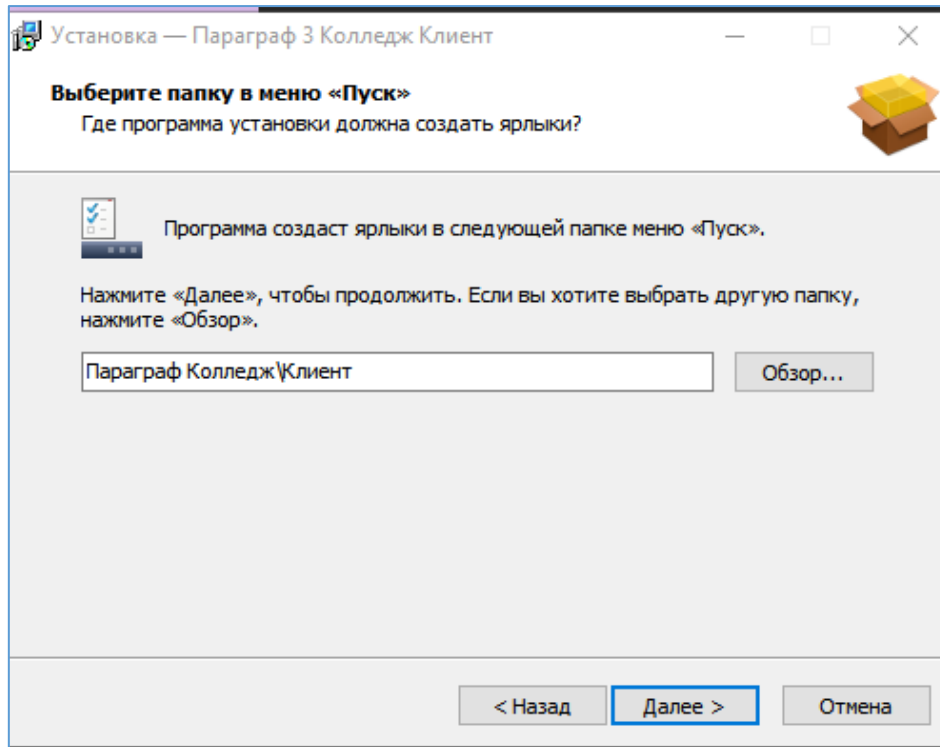 Установка — Параграф 3 Колледж Клиент
Выберите папку в меню «Пуск»
Где программа установки должна создать ярлыки?
Программа создаст ярлыки в следующей папке меню «Пуск».
Нажмите «Далее», чтобы продолжить. Если вы хотите выбрать другую папку,
нажмите «Обзор».
Параграф Колледж\Клиент
Обзор...
< Назад
Далее >
Отмена